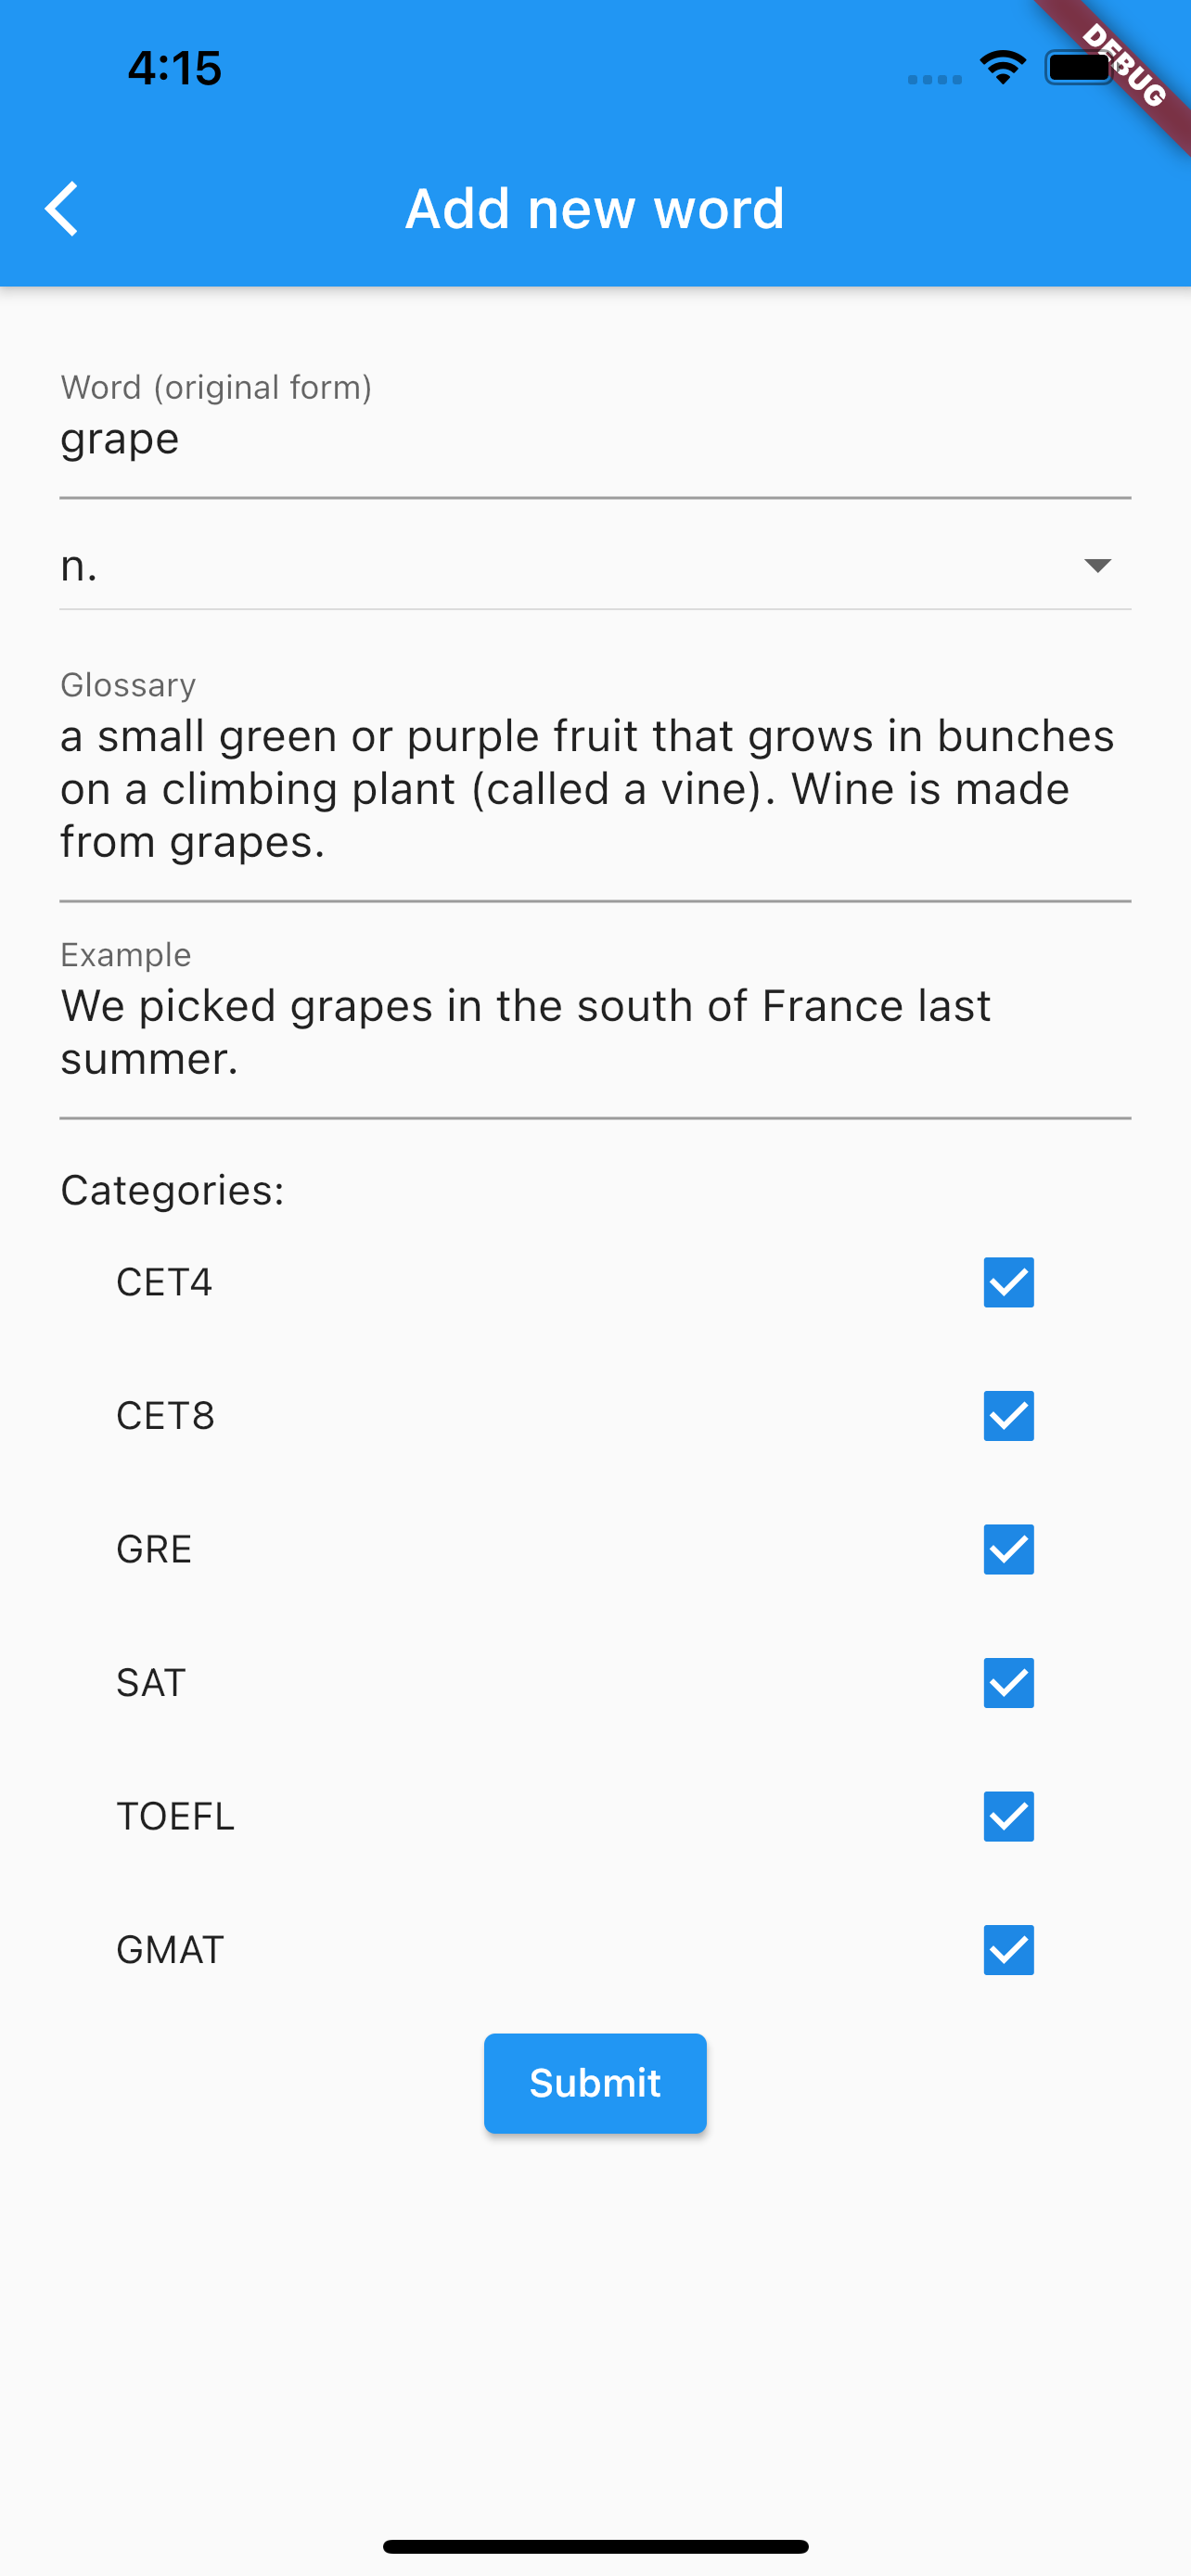 4:15
DEBUG
Add new word
Word (original form)
grape
n.
Glossary
a small green or purple fruit that grows in bunches
on a climbing plant (called a vine). Wine is made
from grapes.
Example
We picked grapes in the south of France last
summer.
Categories:
CET4
CET8
GRE
SAT
TOEFL
GMAT
Submit